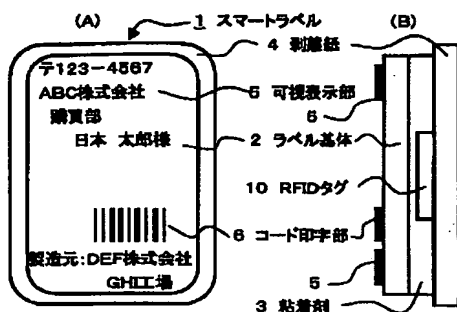 (A)
1 スマートラベル
(B)
4 剥離紙
〒123-4567
ABC株式会社
購買部
日本 太郎様
製造元:DEF株式会社
GHI工場
5 可視表示部
6
2 ラベル基体
10 RFIDタグ
6 コード印字部
5
3 粘着剤